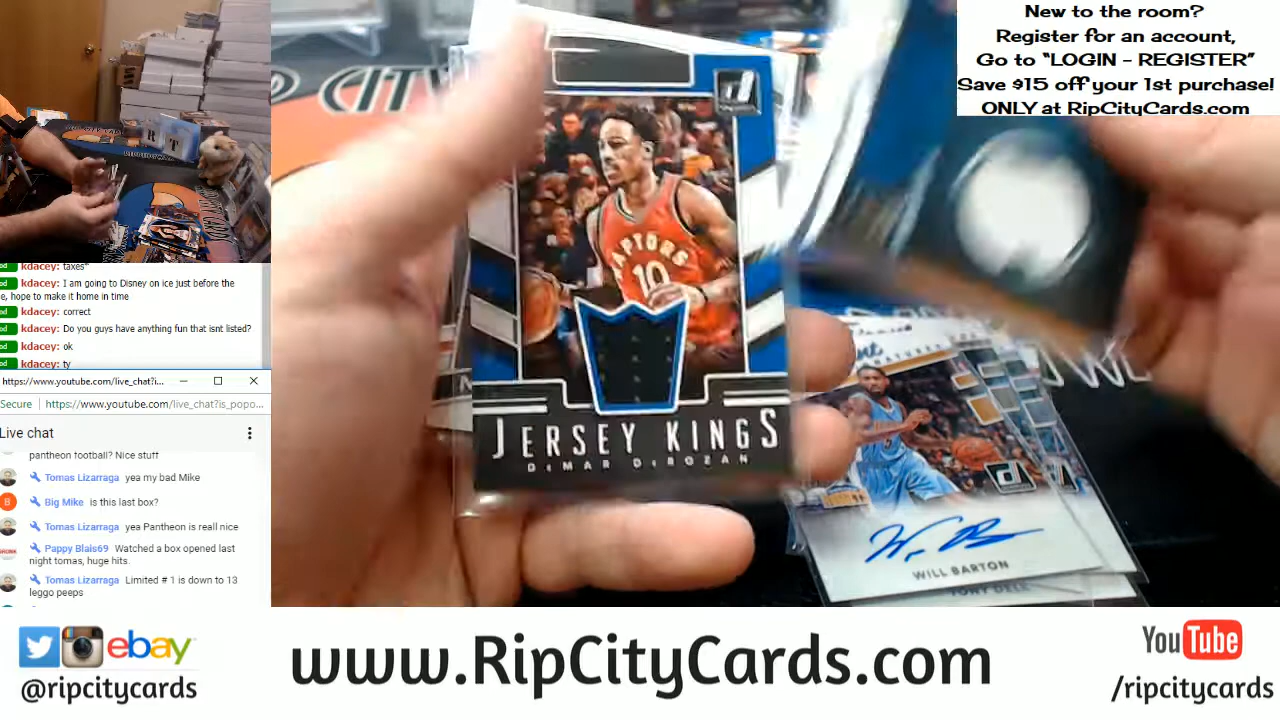 New to the room?
Register for an account,
Go to “LOGIN – REGISTER”
Save $15 off your 1st purchase!
ONLY at RipCityCards.com
CITY
RAPTORS
10
JERSEY KINGS
DEMAR DEROZAN
WILL BARTON
TONY DELK
kdacey: taxes*
kdacey: I am going to Disney on ice just before the
e, hope to make it home in time
kdacey: correct
kdacey: Do you guys have anything fun that isnt listed?
kdacey: ok
kdacey: ty
https://www.youtube.com/live_chat?i...
Secure https://www.youtube.com/live_chat?is_popo...
Live chat
pantheon football? Nice stuff
Tomas Lizarraga yea my bad Mike
B Big Mike is this last box?
Tomas Lizarraga yea Pantheon is reall nice
Pappy Blais69 Watched a box opened last
night tomas, huge hits.
Tomas Lizarraga Limited # 1 is down to 13
leggo peeps
ebay
@ripcitycards
www.RipCityCards.com
YouTube
/ripcitycards